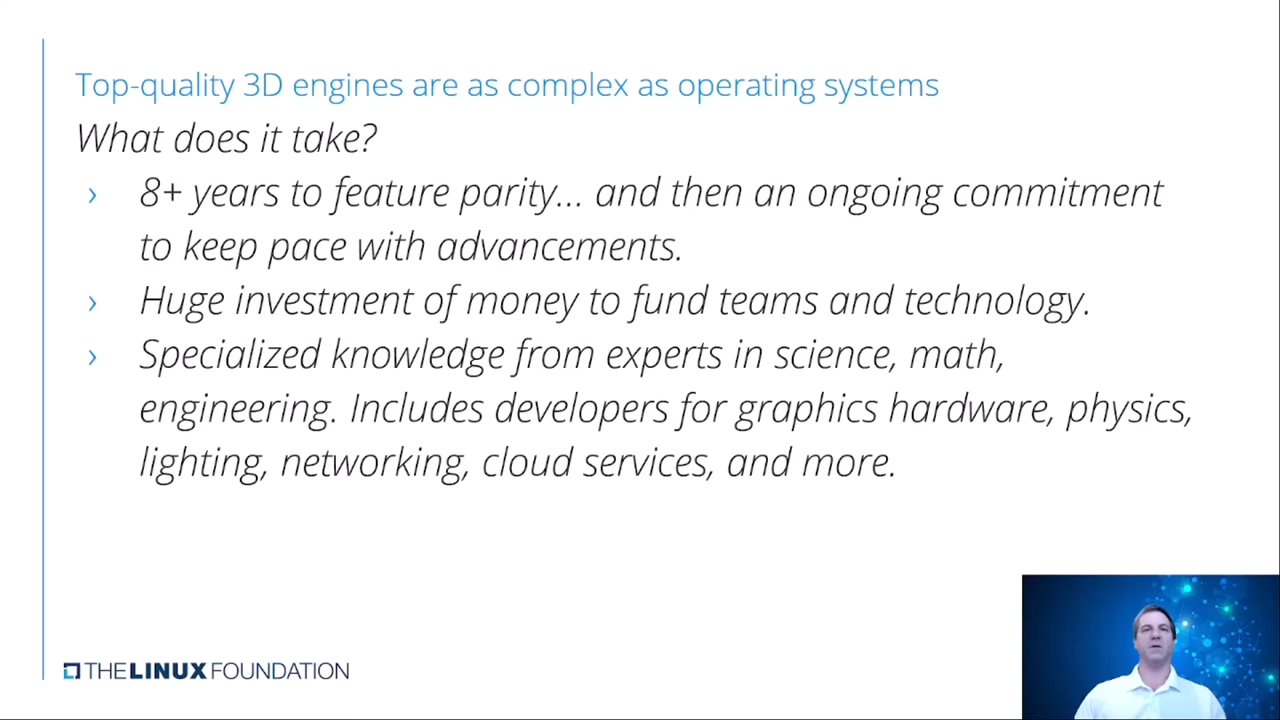 Top-quality 3D engines are as complex as operating systems
What does it take?
› 8+ years to feature parity... and then an ongoing commitment
to keep pace with advancements.
› Huge investment of money to fund teams and technology.
› Specialized knowledge from experts in science, math,
engineering. Includes developers for graphics hardware, physics,
lighting, networking, cloud services, and more.
THE LINUX FOUNDATION